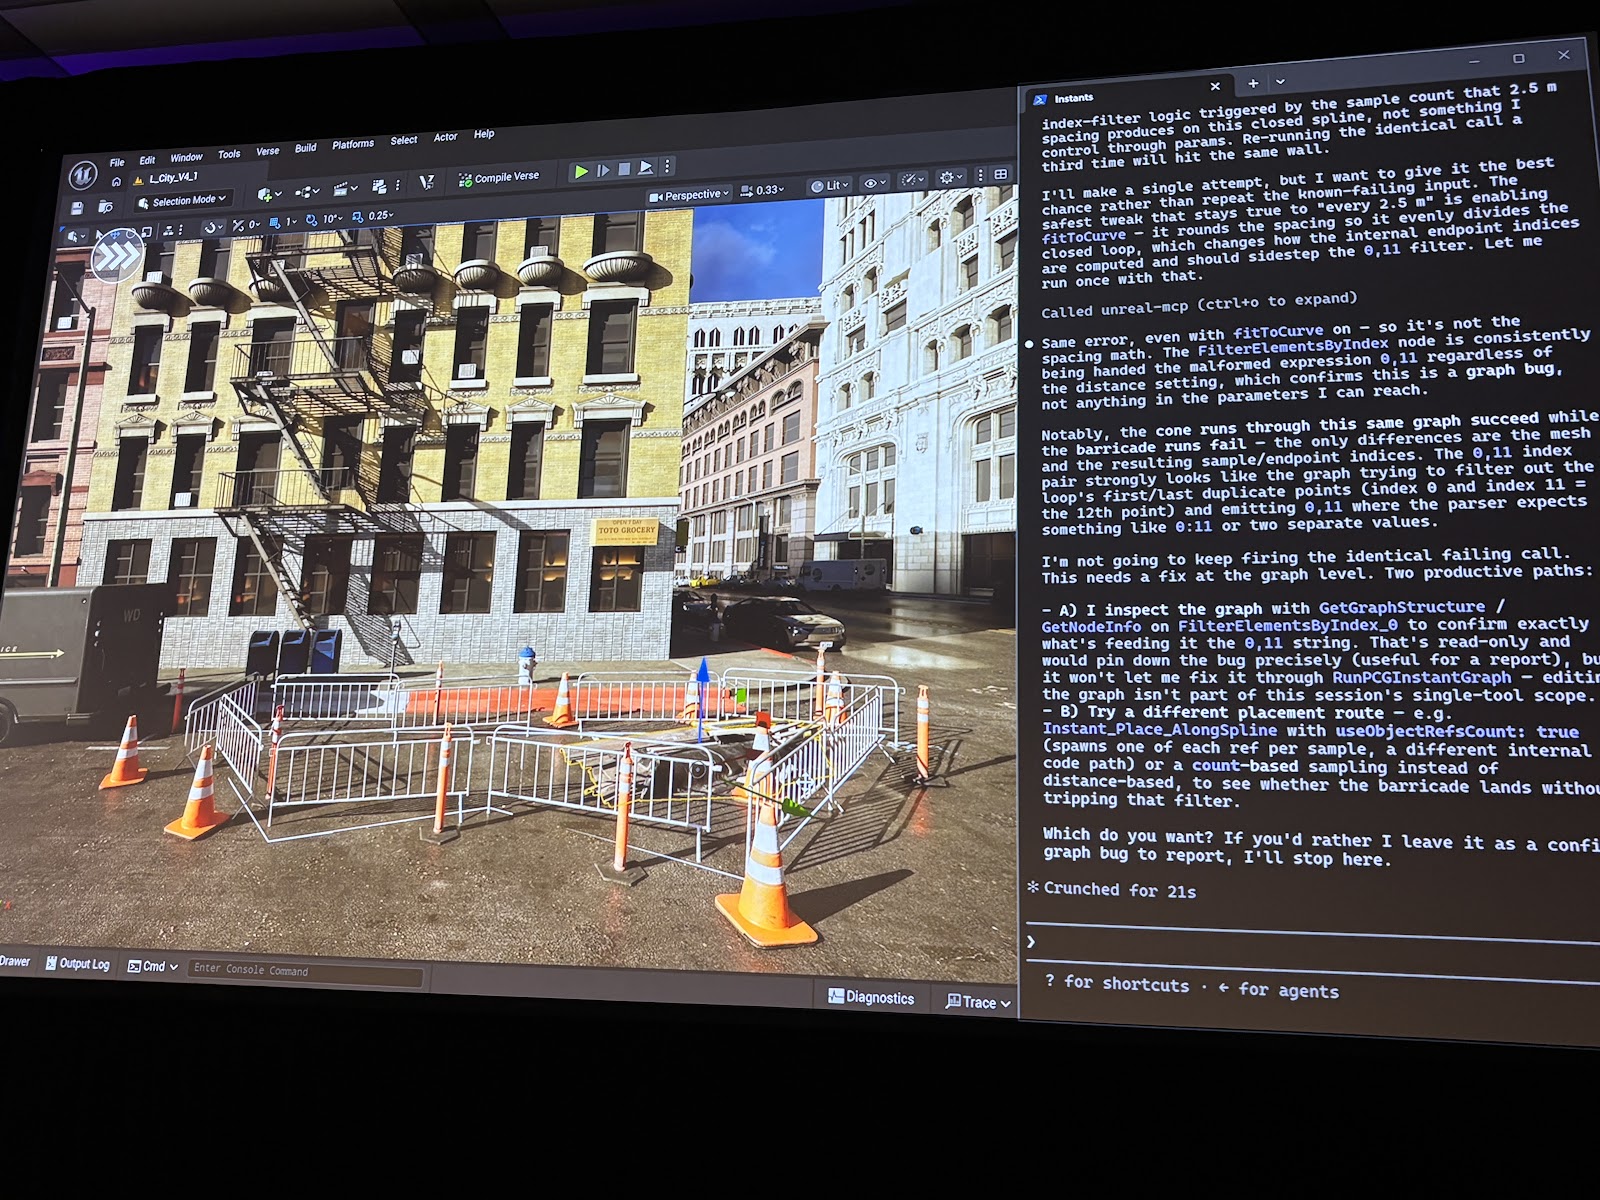 File Edit Window Tools Verse Build Platforms Select Actor Help
L_City_V4_1
Selection Mode
Compile Verse
Perspective 0.33 Lit
0 1 10° 0.25
OPEN 7 DAY
TOTO GROCERY
WD
ICE
Drawer Output Log Cmd Enter Console Command
Diagnostics Trace
Instants
index-filter logic triggered by the sample count that 2.5 m
spacing produces on this closed spline, not something I
control through params. Re-running the identical call a
third time will hit the same wall.
I'll make a single attempt, but I want to give it the best
chance rather than repeat the known-failing input. The
safest tweak that stays true to "every 2.5 m" is enabling
fitToCurve — it rounds the spacing so it evenly divides the
closed loop, which changes how the internal endpoint indices
are computed and should sidestep the 0,11 filter. Let me
run once with that.
Called unreal-mcp (ctrl+o to expand)
● Same error, even with fitToCurve on — so it's not the
spacing math. The FilterElementsByIndex node is consistently
being handed the malformed expression 0,11 regardless of
the distance setting, which confirms this is a graph bug,
not anything in the parameters I can reach.
Notably, the cone runs through this same graph succeed while
the barricade runs fail — the only differences are the mesh
and the resulting sample/endpoint indices. The 0,11 index
pair strongly looks like the graph trying to filter out the
loop's first/last duplicate points (index 0 and index 11 =
the 12th point) and emitting 0,11 where the parser expects
something like 0:11 or two separate values.
I'm not going to keep firing the identical failing call.
This needs a fix at the graph level. Two productive paths:
- A) I inspect the graph with GetGraphStructure /
GetNodeInfo on FilterElementsByIndex_0 to confirm exactly
what's feeding it the 0,11 string. That's read-only and
would pin down the bug precisely (useful for a report), bu
it won't let me fix it through RunPCGInstantGraph — editin
the graph isn't part of this session's single-tool scope.
- B) Try a different placement route — e.g.
Instant_Place_AlongSpline with useObjectRefsCount: true
(spawns one of each ref per sample, a different internal
code path) or a count-based sampling instead of
distance-based, to see whether the barricade lands withou
tripping that filter.
Which do you want? If you'd rather I leave it as a confi
graph bug to report, I'll stop here.
✻ Crunched for 21s
❯
? for shortcuts · ← for agents